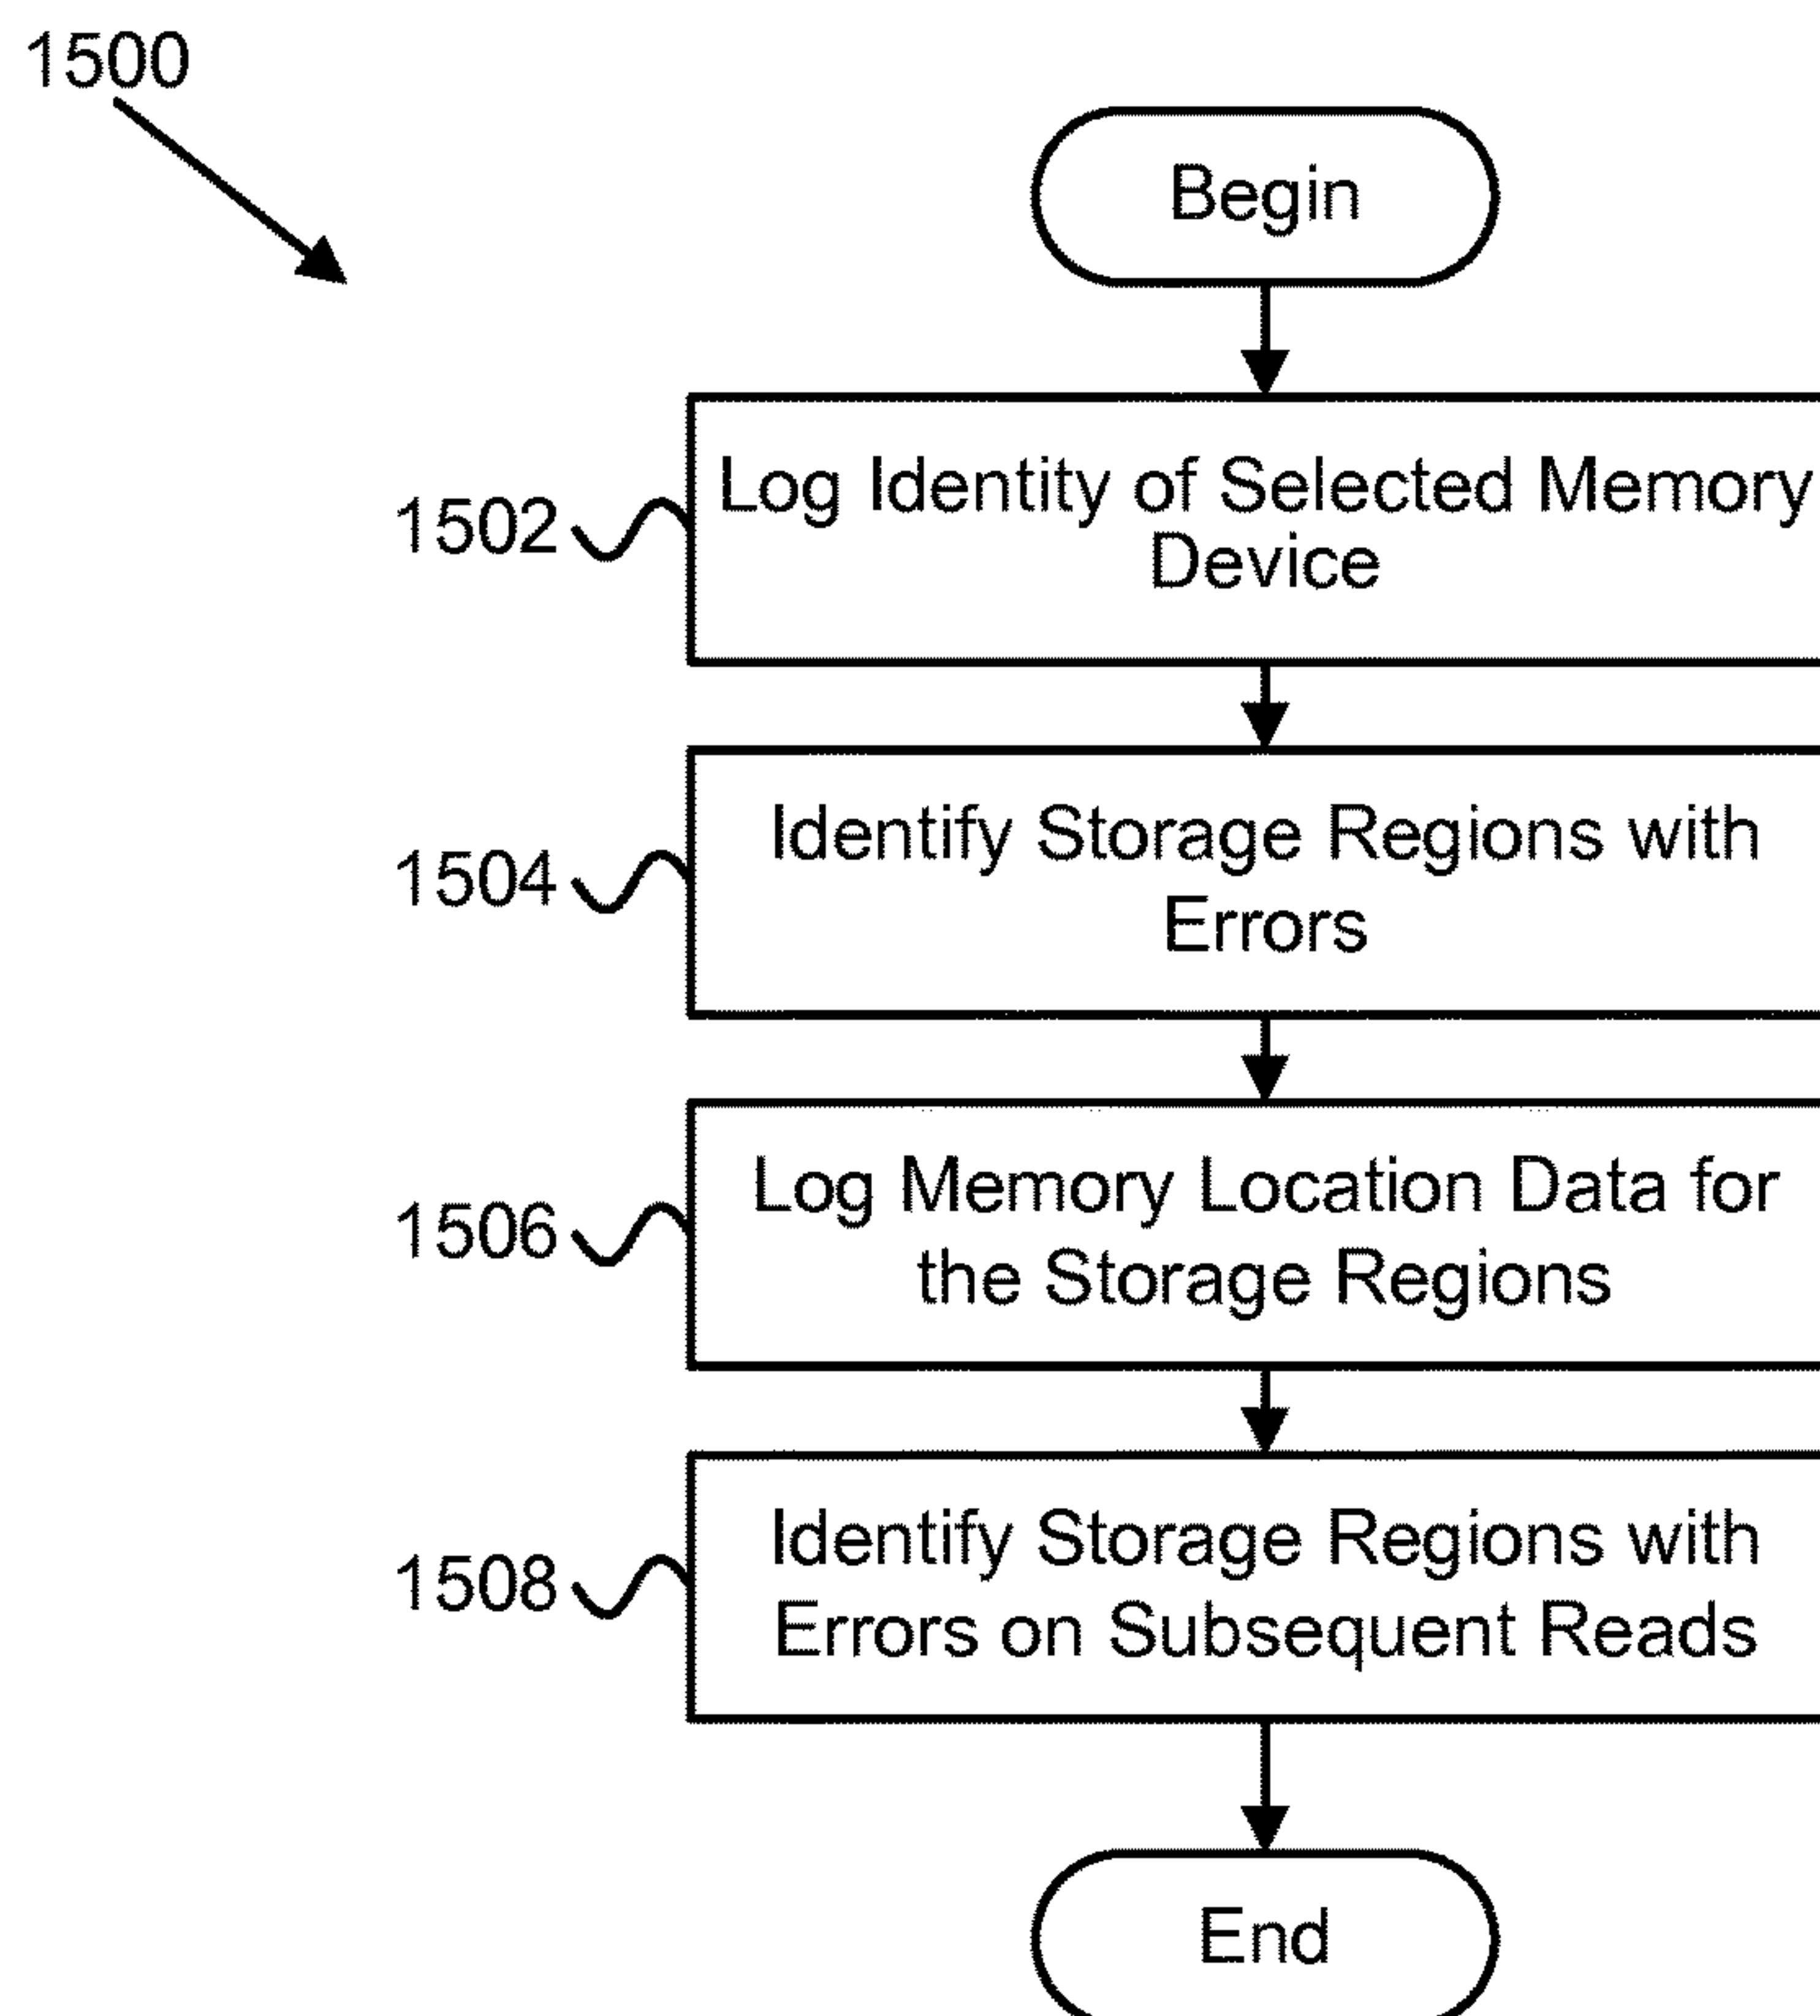 1500
Begin
Log Identity of Selected Memory
Device
1502
Identify Storage Regions with
Errors
1504
Log Memory Location Data for
the Storage Regions
1506
Identify Storage Regions with
Errors on Subsequent Reads
1508
End